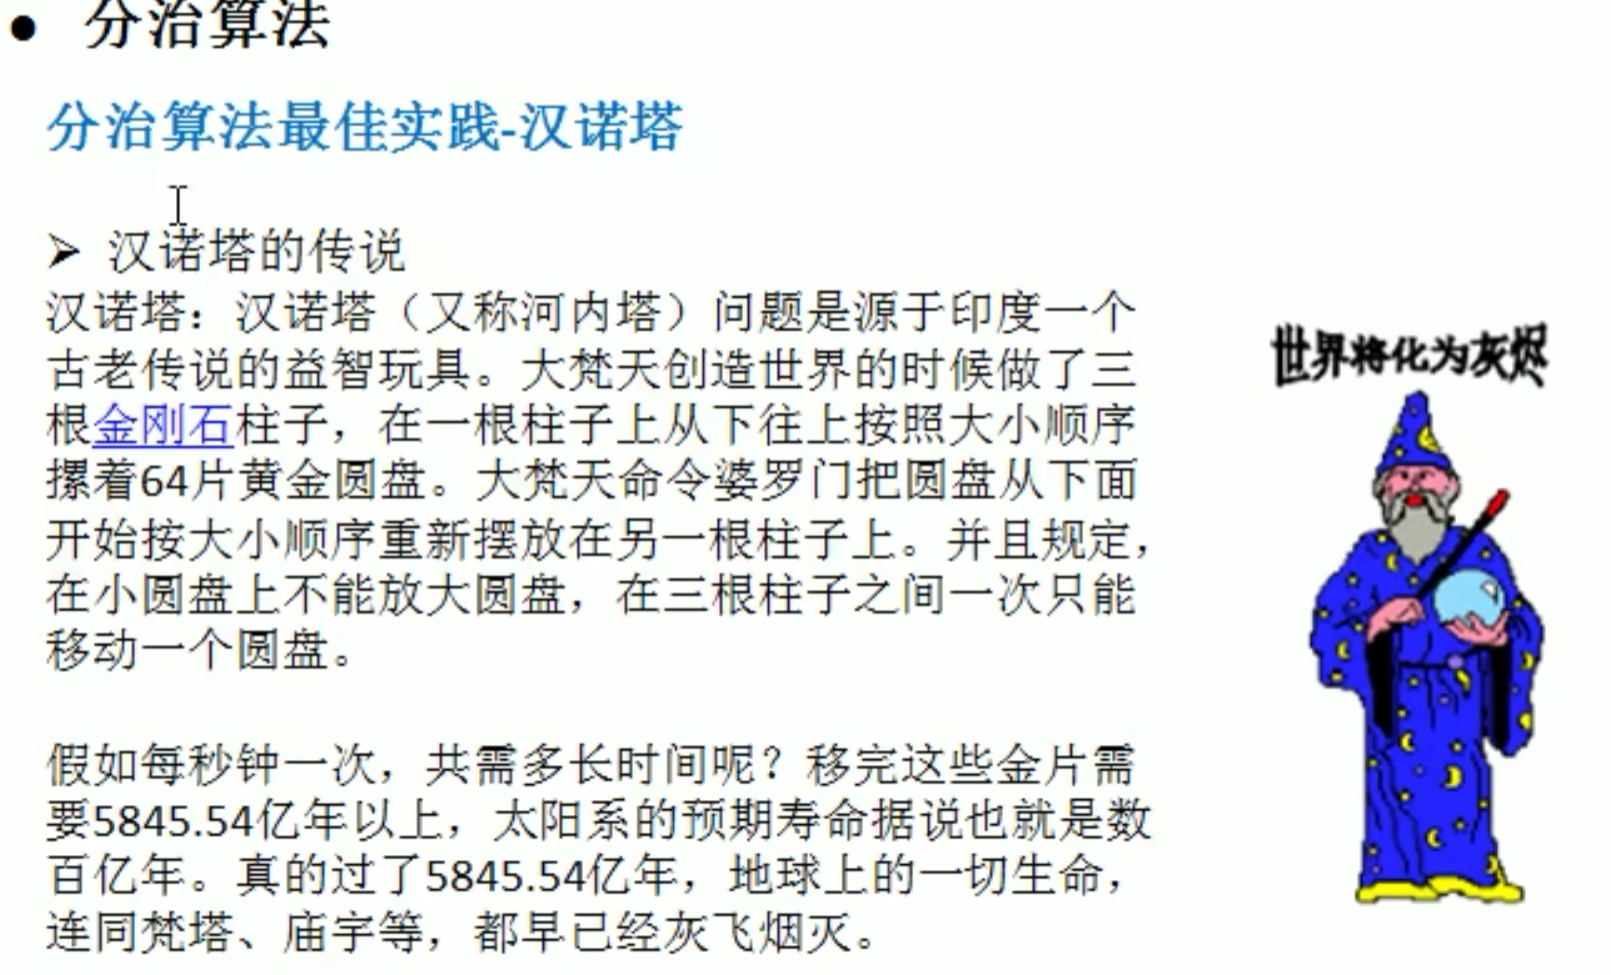 ● 分治算法
分治算法最佳实践-汉诺塔
➢ 汉诺塔的传说
汉诺塔：汉诺塔（又称河内塔）问题是源于印度一个
古老传说的益智玩具。大梵天创造世界的时候做了三
根金刚石柱子，在一根柱子上从下往上按照大小顺序
摞着64片黄金圆盘。大梵天命令婆罗门把圆盘从下面
开始按大小顺序重新摆放在另一根柱子上。并且规定，
在小圆盘上不能放大圆盘，在三根柱子之间一次只能
移动一个圆盘。
假如每秒钟一次，共需多长时间呢？移完这些金片需
要5845.54亿年以上，太阳系的预期寿命据说也就是数
百亿年。真的过了5845.54亿年，地球上的一切生命，
连同梵塔、庙宇等，都早已经灰飞烟灭。
世界将化为灰烬